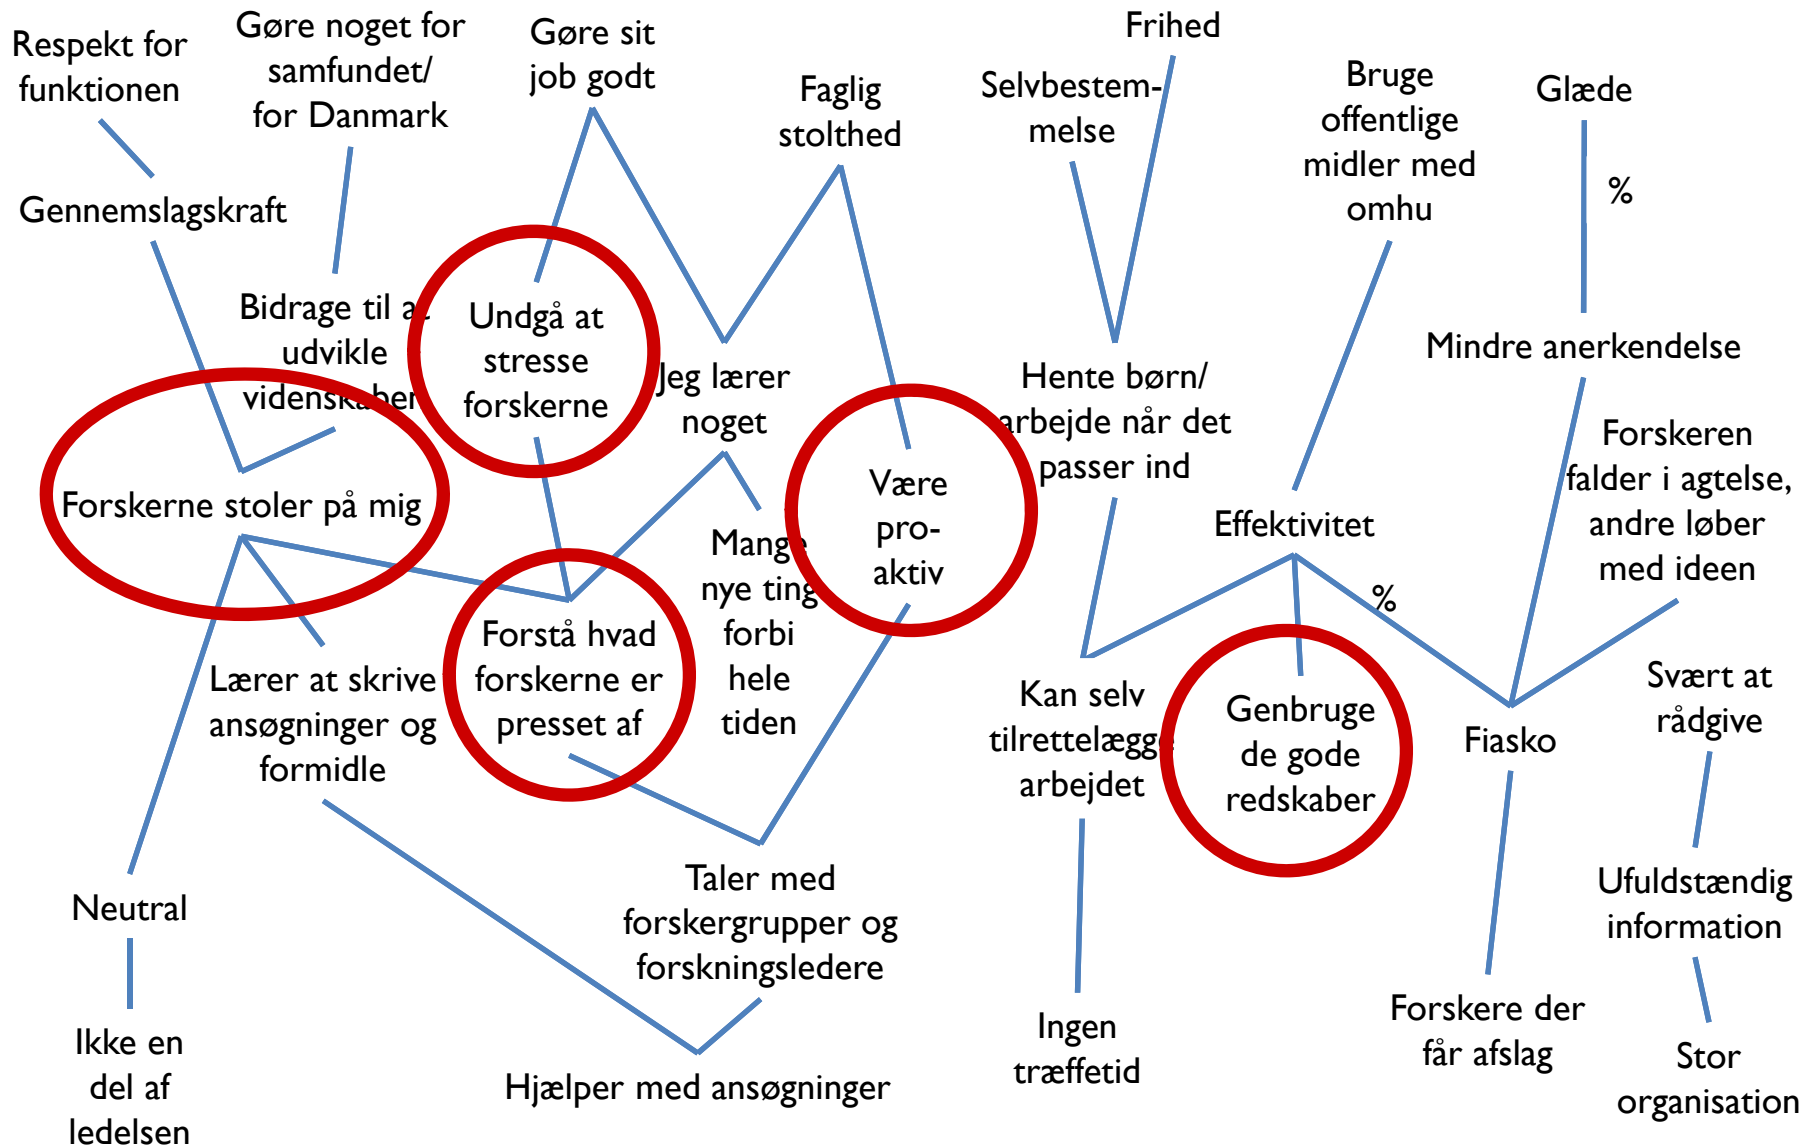 Respekt for
funktionen
Gøre noget for
samfundet/
for Danmark
Gøre sit
job godt
Faglig
stolthed
Selvbestem-
melse
Frihed
Bruge
offentlige
midler med
omhu
Glæde
%
Gennemslagskraft
Bidrage til at
udvikle
videnskaben
Undgå at
stresse
forskerne
Jeg lærer
noget
Hente børn/
arbejde når det
passer ind
Mindre anerkendelse
Forskeren
falder i agtelse,
andre løber
med ideen
Forskerne stoler på mig
Være
pro-
aktiv
Effektivitet
%
Mange
nye ting
forbi
hele
tiden
Forstå hvad
forskerne er
presset af
Lærer at skrive
ansøgninger og
formidle
Kan selv
tilrettelægge
arbejdet
Genbruge
de gode
redskaber
Fiasko
Svært at
rådgive
Neutral
Taler med
forskergrupper og
forskningsledere
Ufuldstændig
information
Ikke en
del af
ledelsen
Hjælper med ansøgninger
Ingen
træffetid
Forskere der
får afslag
Stor
organisation